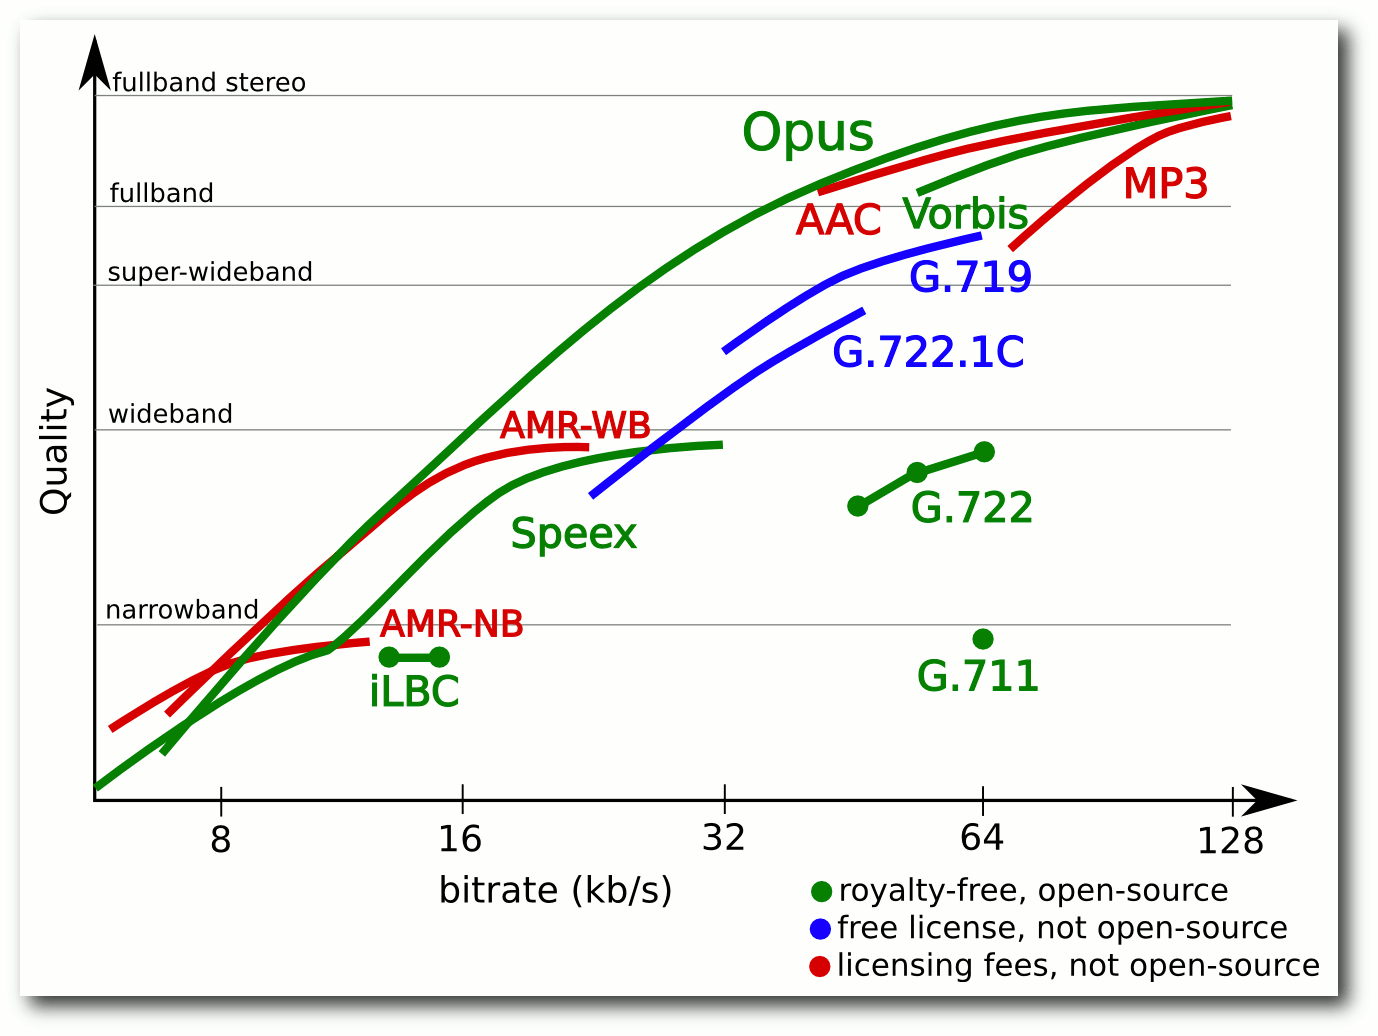 fullband stereo
Opus
fullband
MP3
AAC
Vorbis
super-wideband
G.719
G.722.1C
wideband
AMR-WB
Quality
G.722
Speex
narrowband
AMR-NB
iLBC
G.711
8
16
32
64
128
bitrate (kb/s)
royalty-free, open-source
free license, not open-source
licensing fees, not open-source